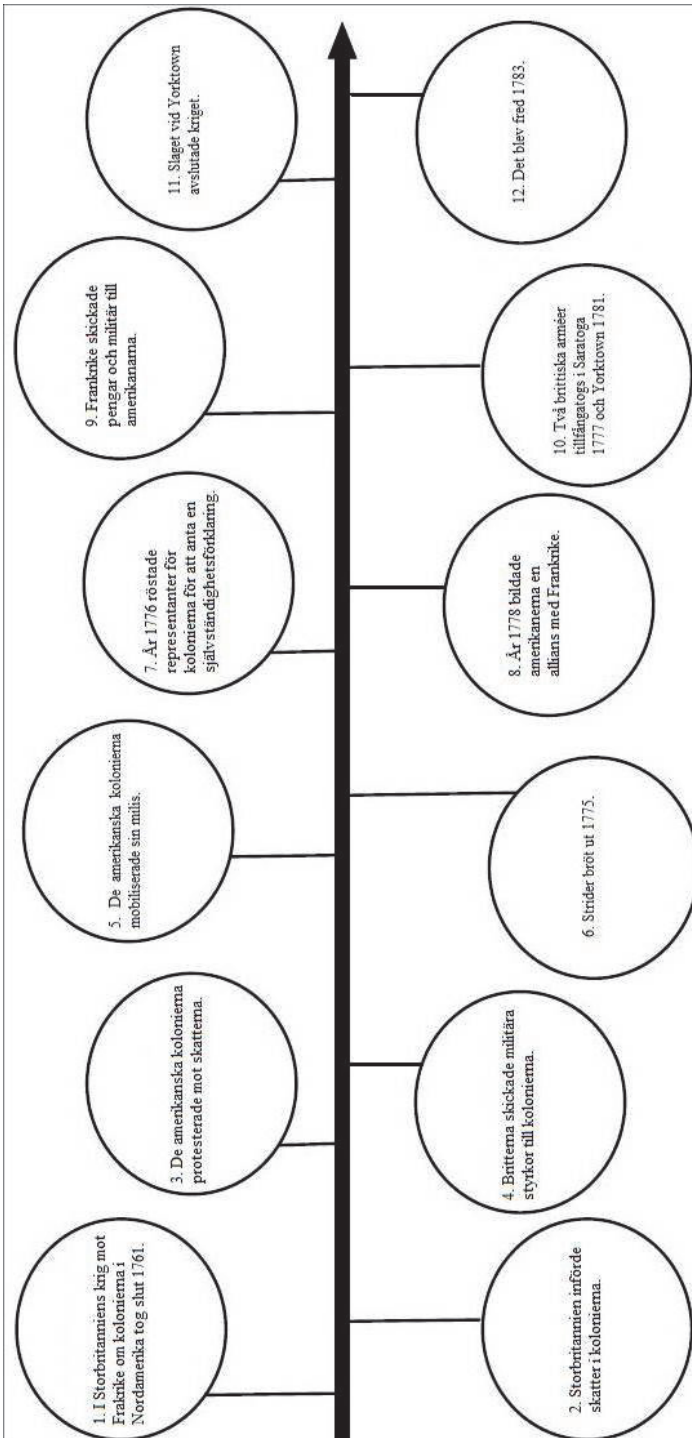 1. I Storbritanniens krig mot
Frakrike om kolonierna i
Nordamerika tog slut 1761.
2. Storbritannien införde
skatter i kolonierna.
3. De amerikanska kolonierna
protesterade mot skatterna.
4. Britterna skickade militära
styrkor till kolonierna.
5. De amerikanska kolonierna
mobiliserade sin milis.
6. Strider bröt ut 1775.
7. År 1776 röstade
representanter för
kolonierna för att anta en
självständighetsförklaring.
8. År 1778 bildade
amerikanerna en
allians med Frankrike.
9. Frankrike skickade
pengar och militär till
amerikanarna.
10. Två brittiska arméer
tillfångatogs i Saratoga
1777 och Yorktown 1781.
11. Slaget vid Yorktown
avslutade kriget.
12. Det blev fred 1783.